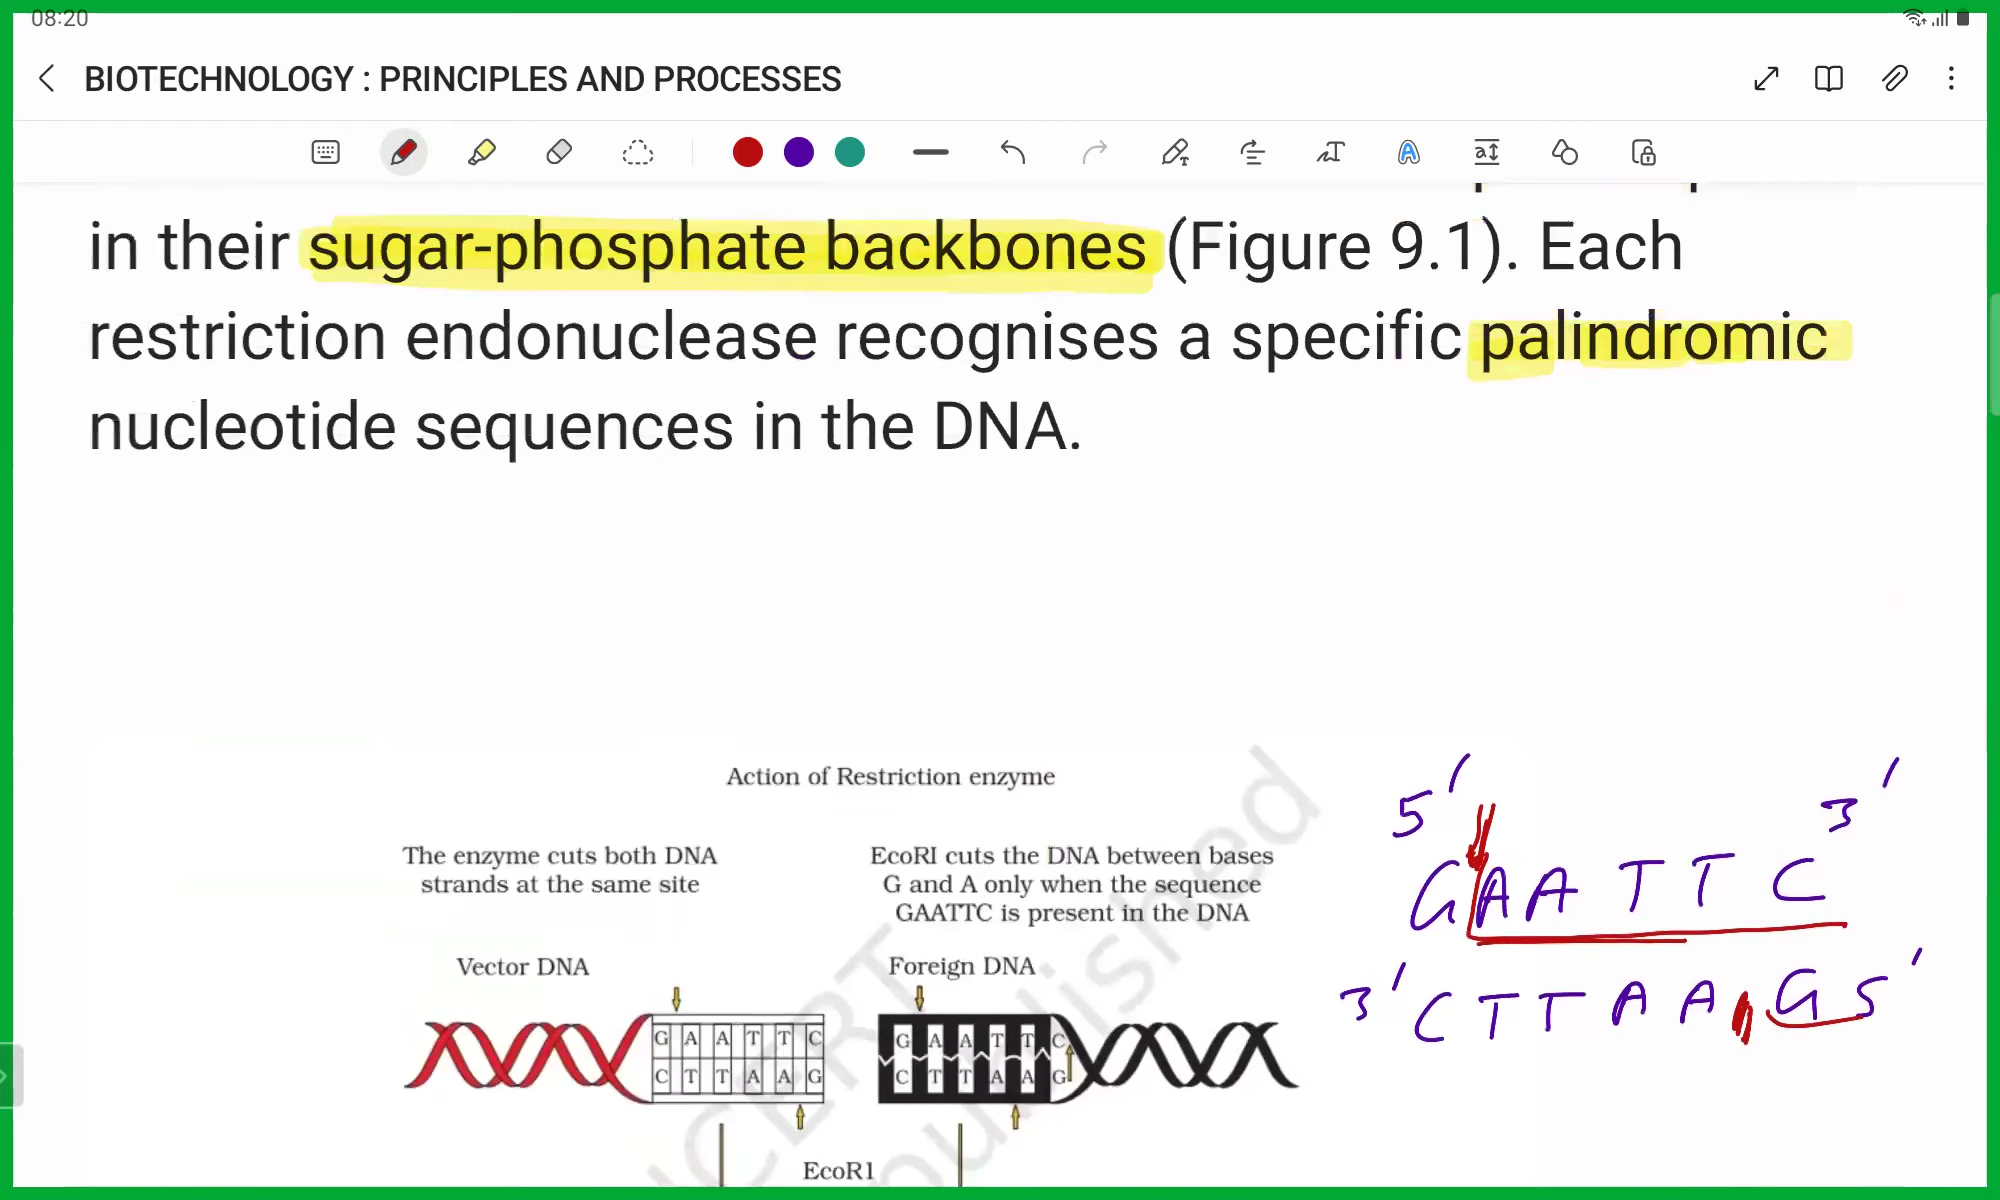 08:20
BIOTECHNOLOGY : PRINCIPLES AND PROCESSES
in their sugar-phosphate backbones (Figure 9.1). Each
restriction endonuclease recognises a specific palindromic
nucleotide sequences in the DNA.
Action of Restriction enzyme
The enzyme cuts both DNA
strands at the same site
EcoRI cuts the DNA between bases
G and A only when the sequence
GAATTC is present in the DNA
Vector DNA
Foreign DNA
G A A T T C
C T T A A G
G A A T T C
C T T A A G
EcoR1
5' 3'
G A A T T C
3' C T T A A G 5'